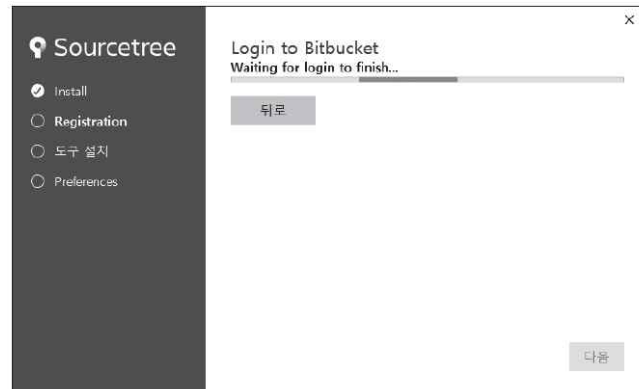 Sourcetree
Install
Registration
도구 설치
Preferences
Login to Bitbucket
Waiting for login to finish...
뒤로
다음